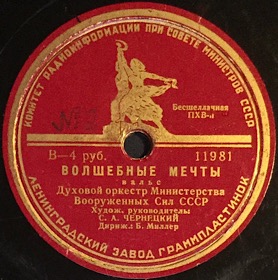 КОМИТЕТ РАДИОИНФОРМАЦИИ ПРИ СОВЕТЕ МИНИСТРОВ СССР
Бесшеллачная
ПХВ-я
В—4 руб. 11981
ВОЛШЕБНЫЕ МЕЧТЫ
вальс
Духовой оркестр Министерства
Вооруженных Сил СССР
Худож. руководитель
С. А. ЧЕРНЕЦКИЙ
Дирижл Б. Миллер
ЛЕНИНГРАДСКИЙ ЗАВОД ГРАМПЛАСТИНОК